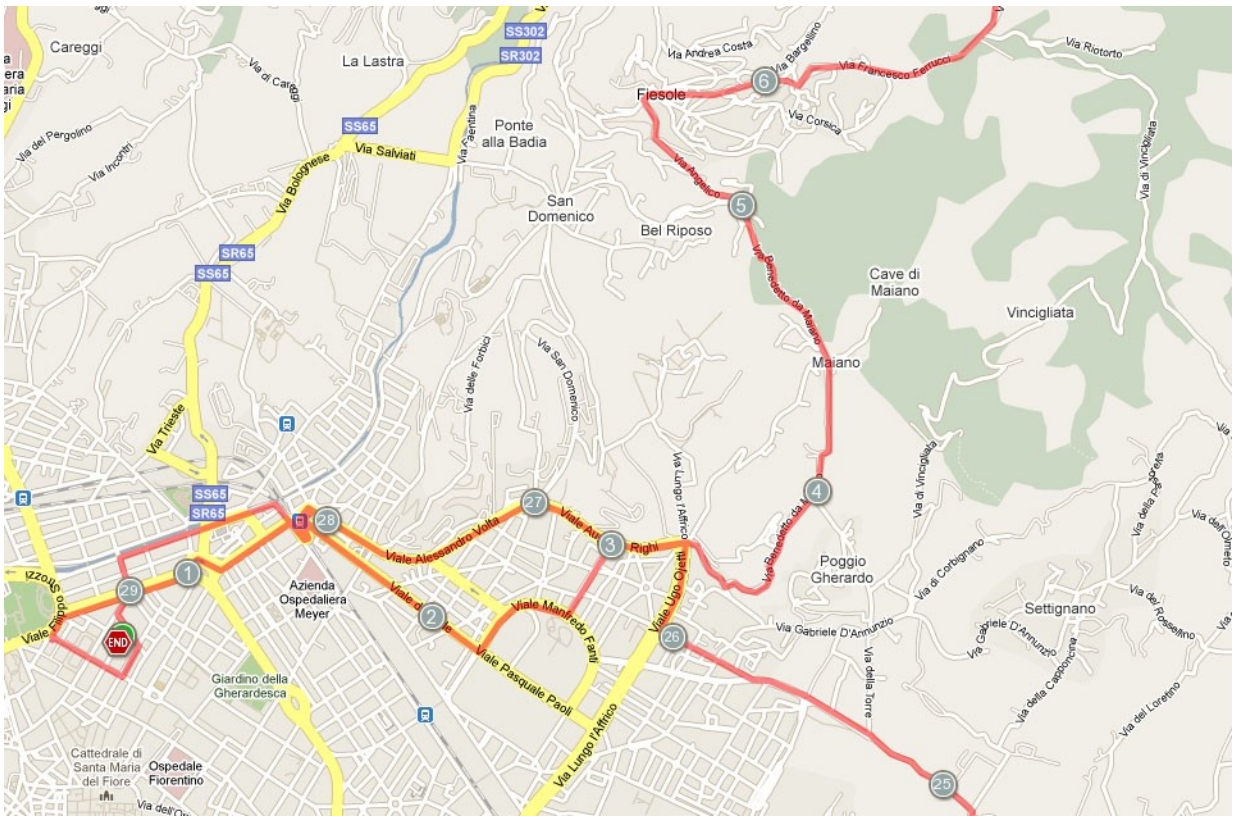 SS302
SR302
Careggi
La Lastra
Via Andrea Costa
Via Bargellino
Via Riotorto
Via di Careggi
Via Francesco Ferrucci
6
Fiesole
Via Corsica
Via del Pergolino
SS65
Ponte
alla Badia
Via Salviati
Via Incontri
Via Bolognese
Via Angelico
Via di Vincigliata
San
Domenico
5
Bel Riposo
SR65
SS65
Via Benedetto da Maiano
Cave di
Maiano
Vincigliata
Maiano
Via delle Forbici
Via San Domenico
Via Trieste
Via Lungo l'Affrico
Via di Vincigliata
SS65
SR65
4
27
28
Viale Alessandro Volta
3
Righi
Via Benedetto da
Poggio
Gherardo
Via di Corbignano
Via dell'Olmeto
1
29
Azienda
Ospedaliera
Meyer
2
Viale Manfredo Fanti
Viale Ugo Ojetti
Settignano
Via del Rossellino
26
Via Gabriele D'Annunzio
Via Gabriele D'Annunzio
END
Viale Pasquale Paoli
Via della Torre
Via della Capponcina
Via del Loretino
Giardino della
Gherardesca
Via Lungo l'Affrico
Cattedrale di
Santa Maria
del Fiore
Ospedale
Fiorentino
25